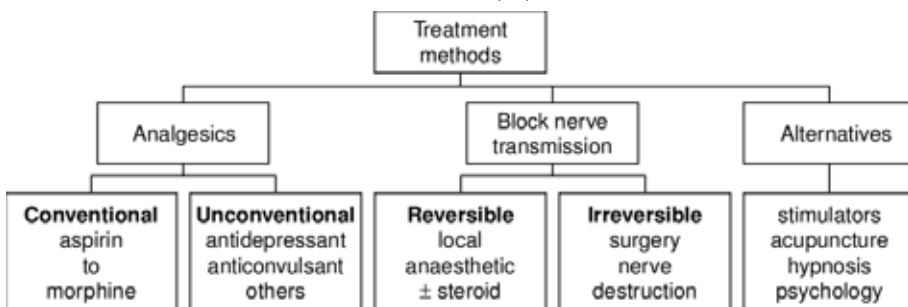 Treatment
methods
Analgesics
Block nerve
transmission
Alternatives
Conventional
aspirin
to
morphine
Unconventional
antidepressant
anticonvulsant
others
Reversible
local
anaesthetic
± steroid
Irreversible
surgery
nerve
destruction
stimulators
acupuncture
hypnosis
psychology